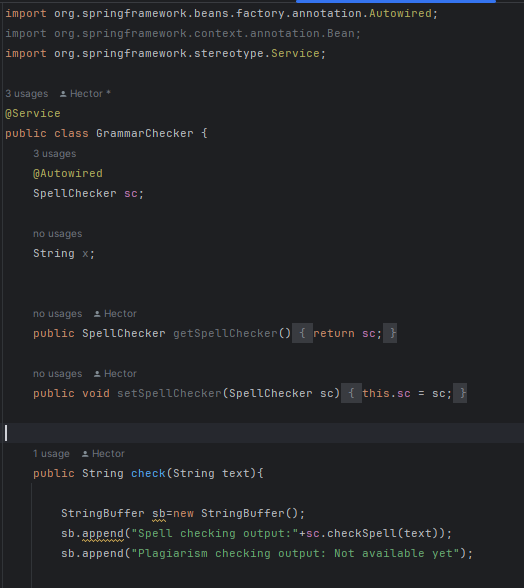 import org.springframework.beans.factory.annotation.Autowired;
import org.springframework.context.annotation.Bean;
import org.springframework.stereotype.Service;
3 usages Hector *
@Service
public class GrammarChecker {
3 usages
@Autowired
SpellChecker sc;
no usages
String x;
no usages Hector
public SpellChecker getSpellChecker() { return sc; }
no usages Hector
public void setSpellChecker(SpellChecker sc) { this.sc = sc; }
1 usage Hector
public String check(String text){
StringBuffer sb=new StringBuffer();
sb.append("Spell checking output:"+sc.checkSpell(text));
sb.append("Plagiarism checking output: Not available yet");